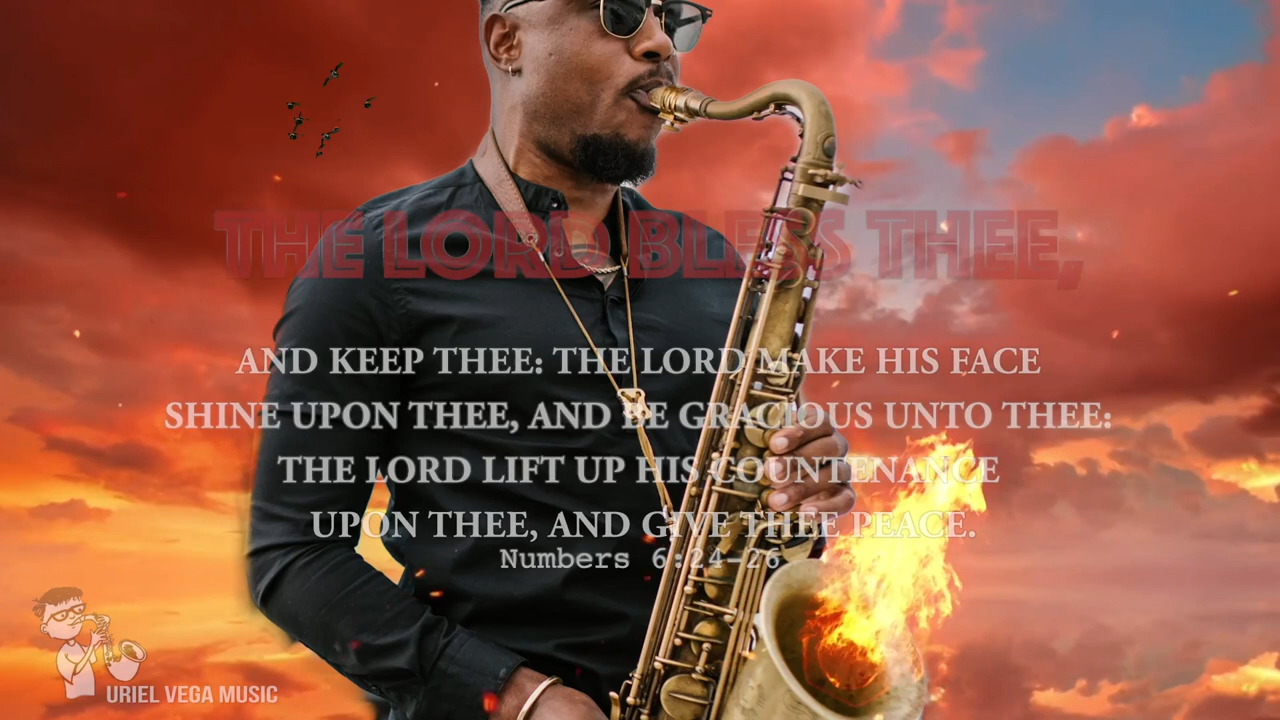 THE LORD BLESS THEE,
AND KEEP THEE: THE LORD MAKE HIS FACE
SHINE UPON THEE, AND BE GRACIOUS UNTO THEE:
THE LORD LIFT UP HIS COUNTENANCE
UPON THEE, AND GIVE THEE PEACE.
Numbers 6:24-26
URIEL VEGA MUSIC